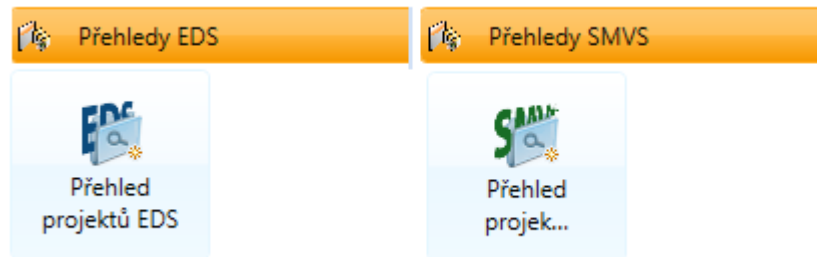 Přehledy EDS
Přehledy SMVS
EDS
Přehled
projektů EDS
SMVS
Přehled
projek...